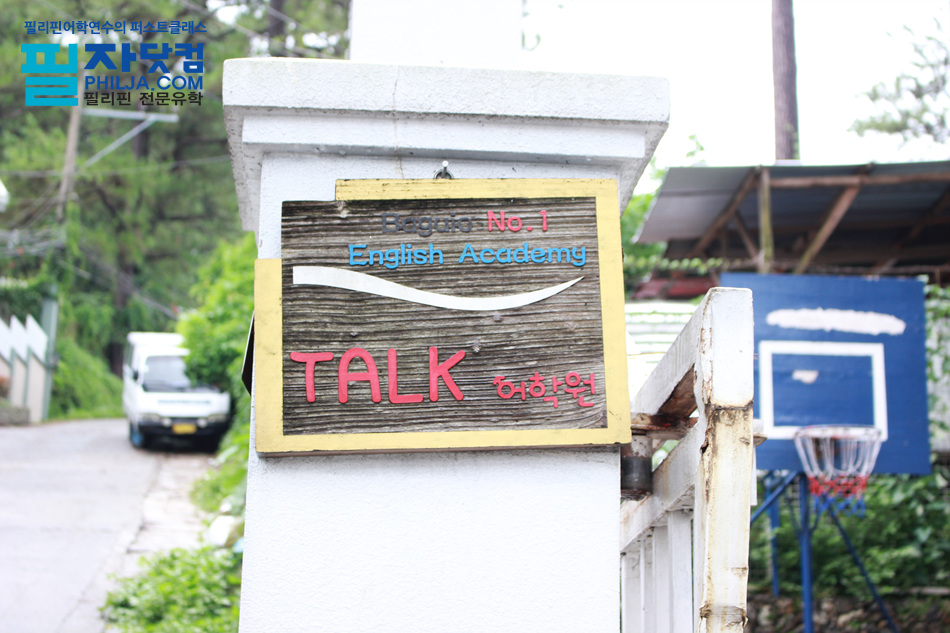 필리핀어학연수의 퍼스트클래스
필자닷컴
PHILJA.COM
필리핀 전문유학
Baguio No.1
English Academy
TALK 어학원